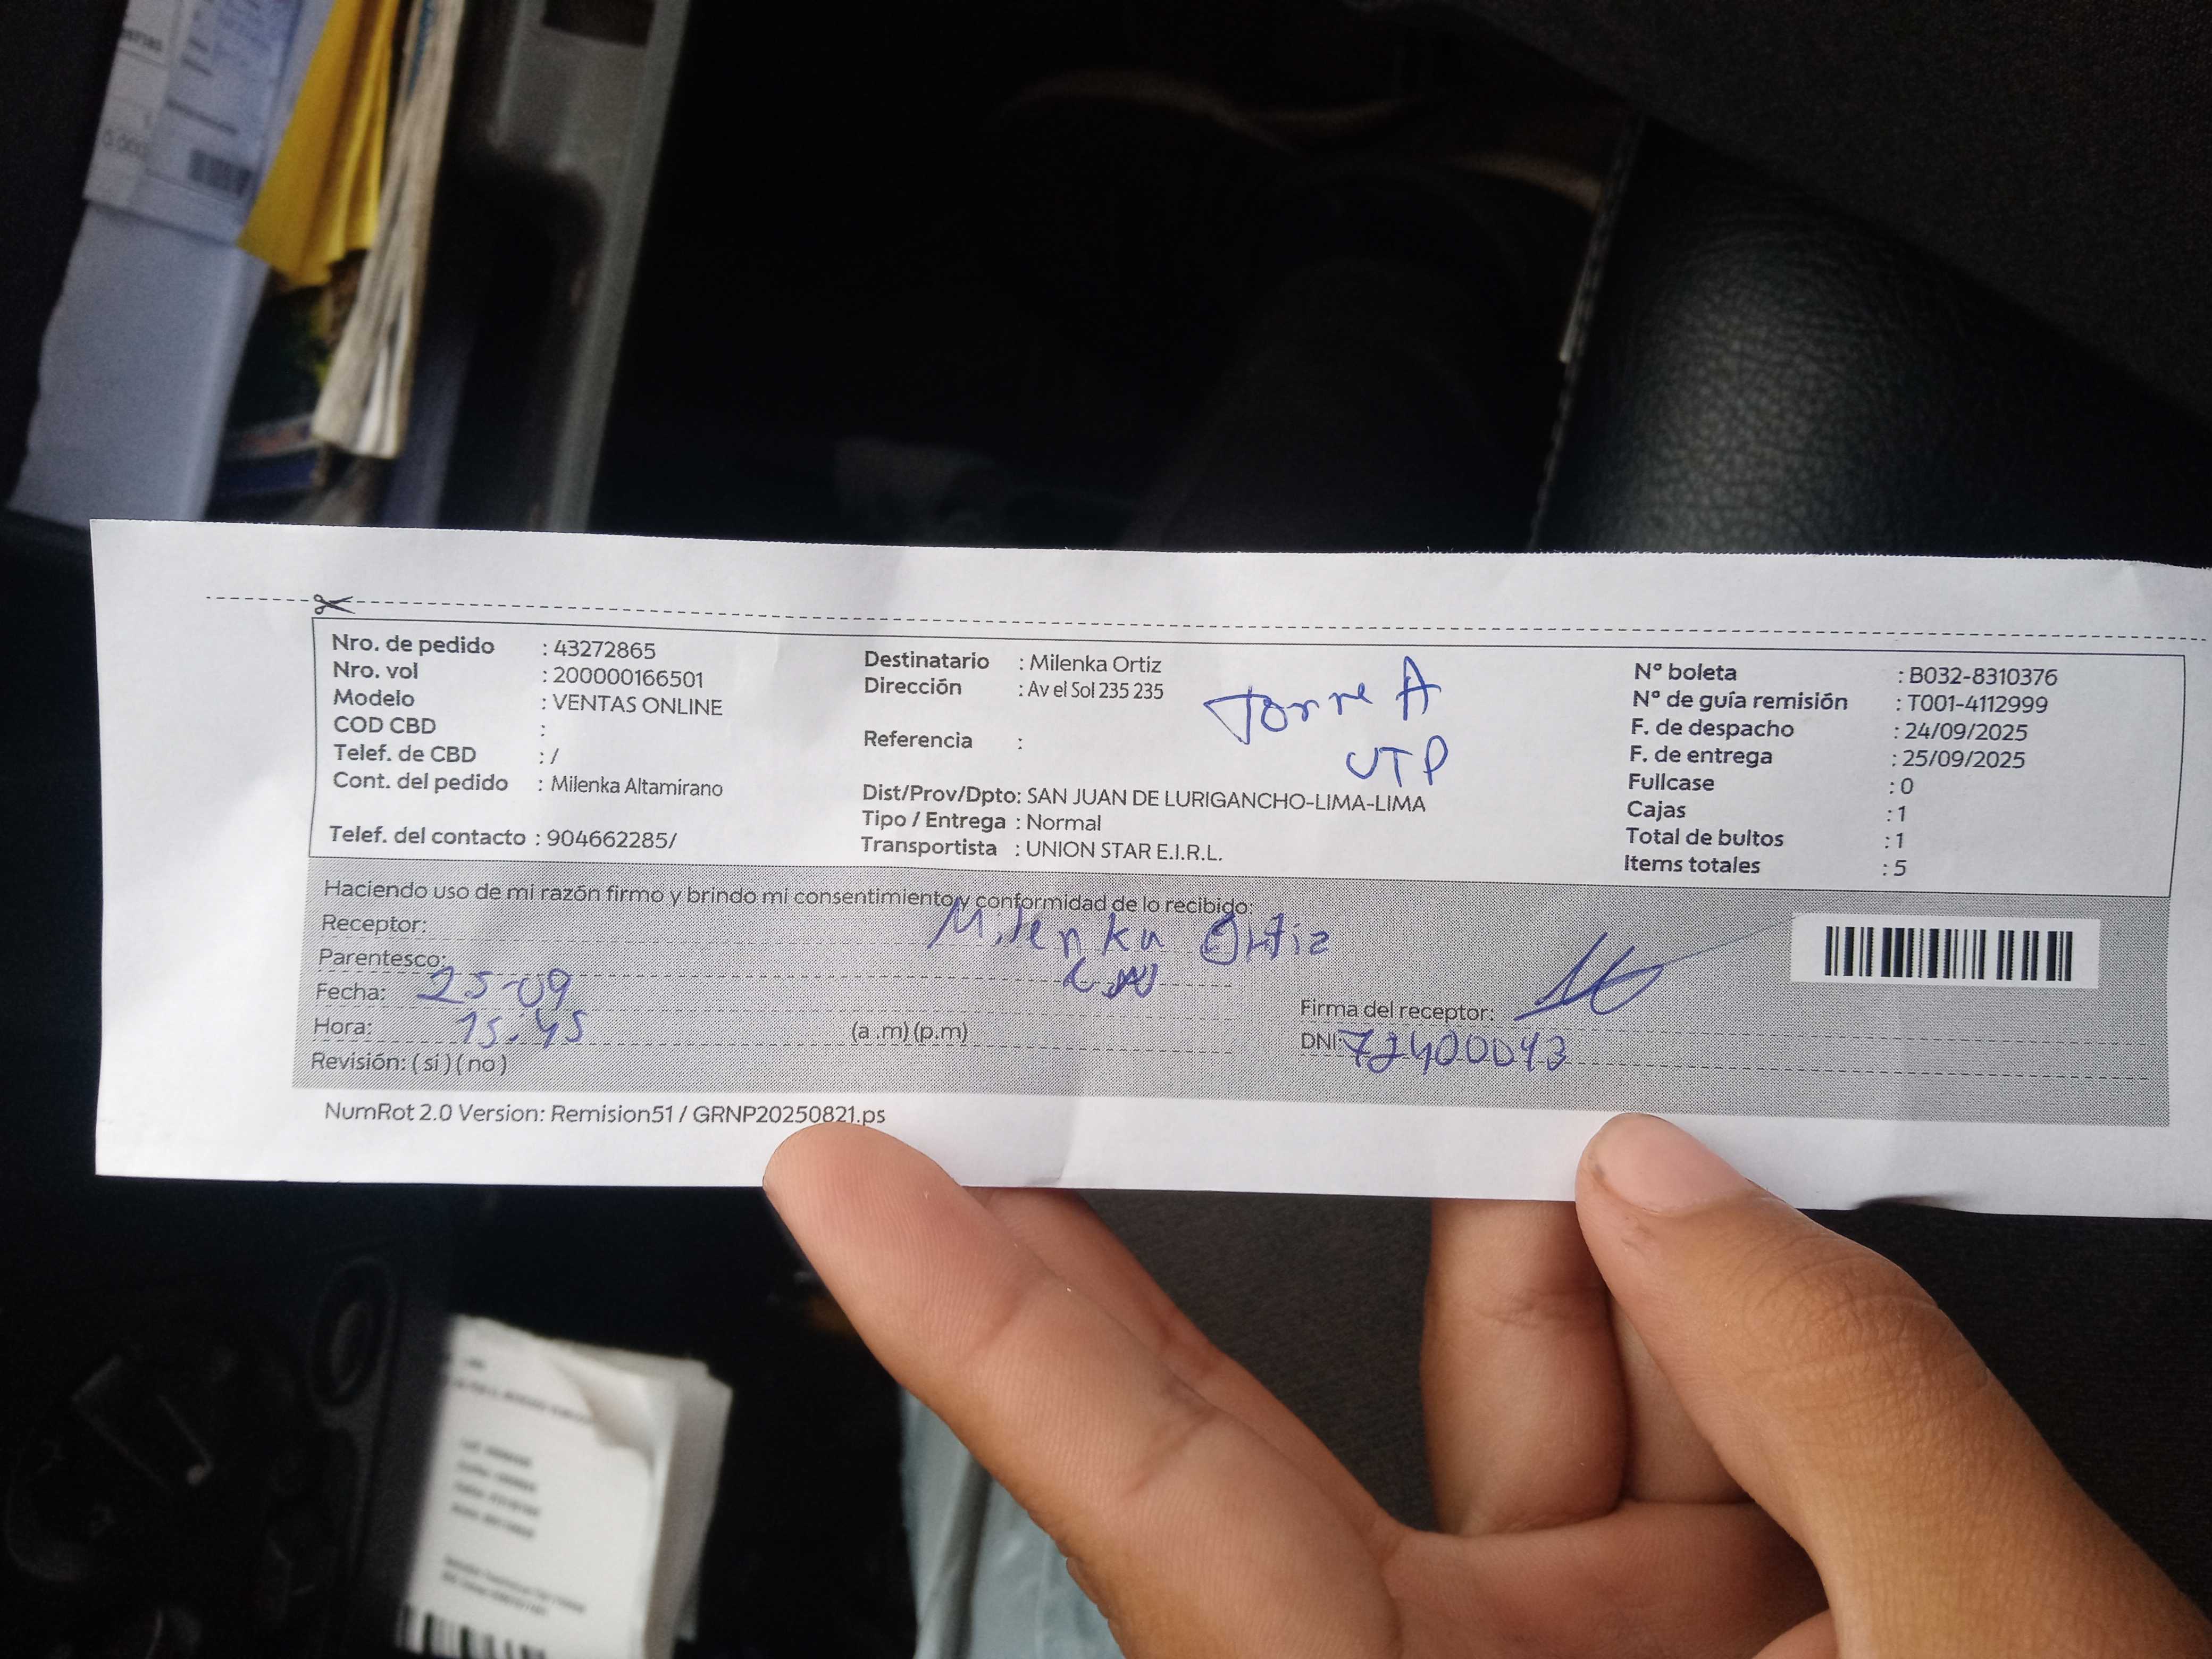 Nro. de pedido : 43272865
Nro. vol : 200000166501
Modelo : VENTAS ONLINE
COD CBD :
Telef. de CBD : /
Cont. del pedido : Milenka Altamirano
Telef. del contacto : 904662285/
Destinatario : Milenka Ortiz
Dirección : Av el Sol 235 235
Torre A
UTP
Referencia :
Dist/Prov/Dpto: SAN JUAN DE LURIGANCHO-LIMA-LIMA
Tipo / Entrega : Normal
Transportista : UNION STAR E.I.R.L.
N° boleta : B032-8310376
N° de guía remisión : T001-4112999
F. de despacho : 24/09/2025
F. de entrega : 25/09/2025
Fullcase : 0
Cajas : 1
Total de bultos : 1
Items totales : 5
Haciendo uso de mi razón firmo y brindo mi consentimiento y conformidad de lo recibido:
Receptor: Milenka Ortiz
Parentesco:
Fecha: 25-09
Hora: 15:45 (a .m) (p.m)
Revisión: ( si ) ( no )
Firma del receptor:
DNI: 72400043
NumRot 2.0 Version: Remision51 / GRNP20250821.ps